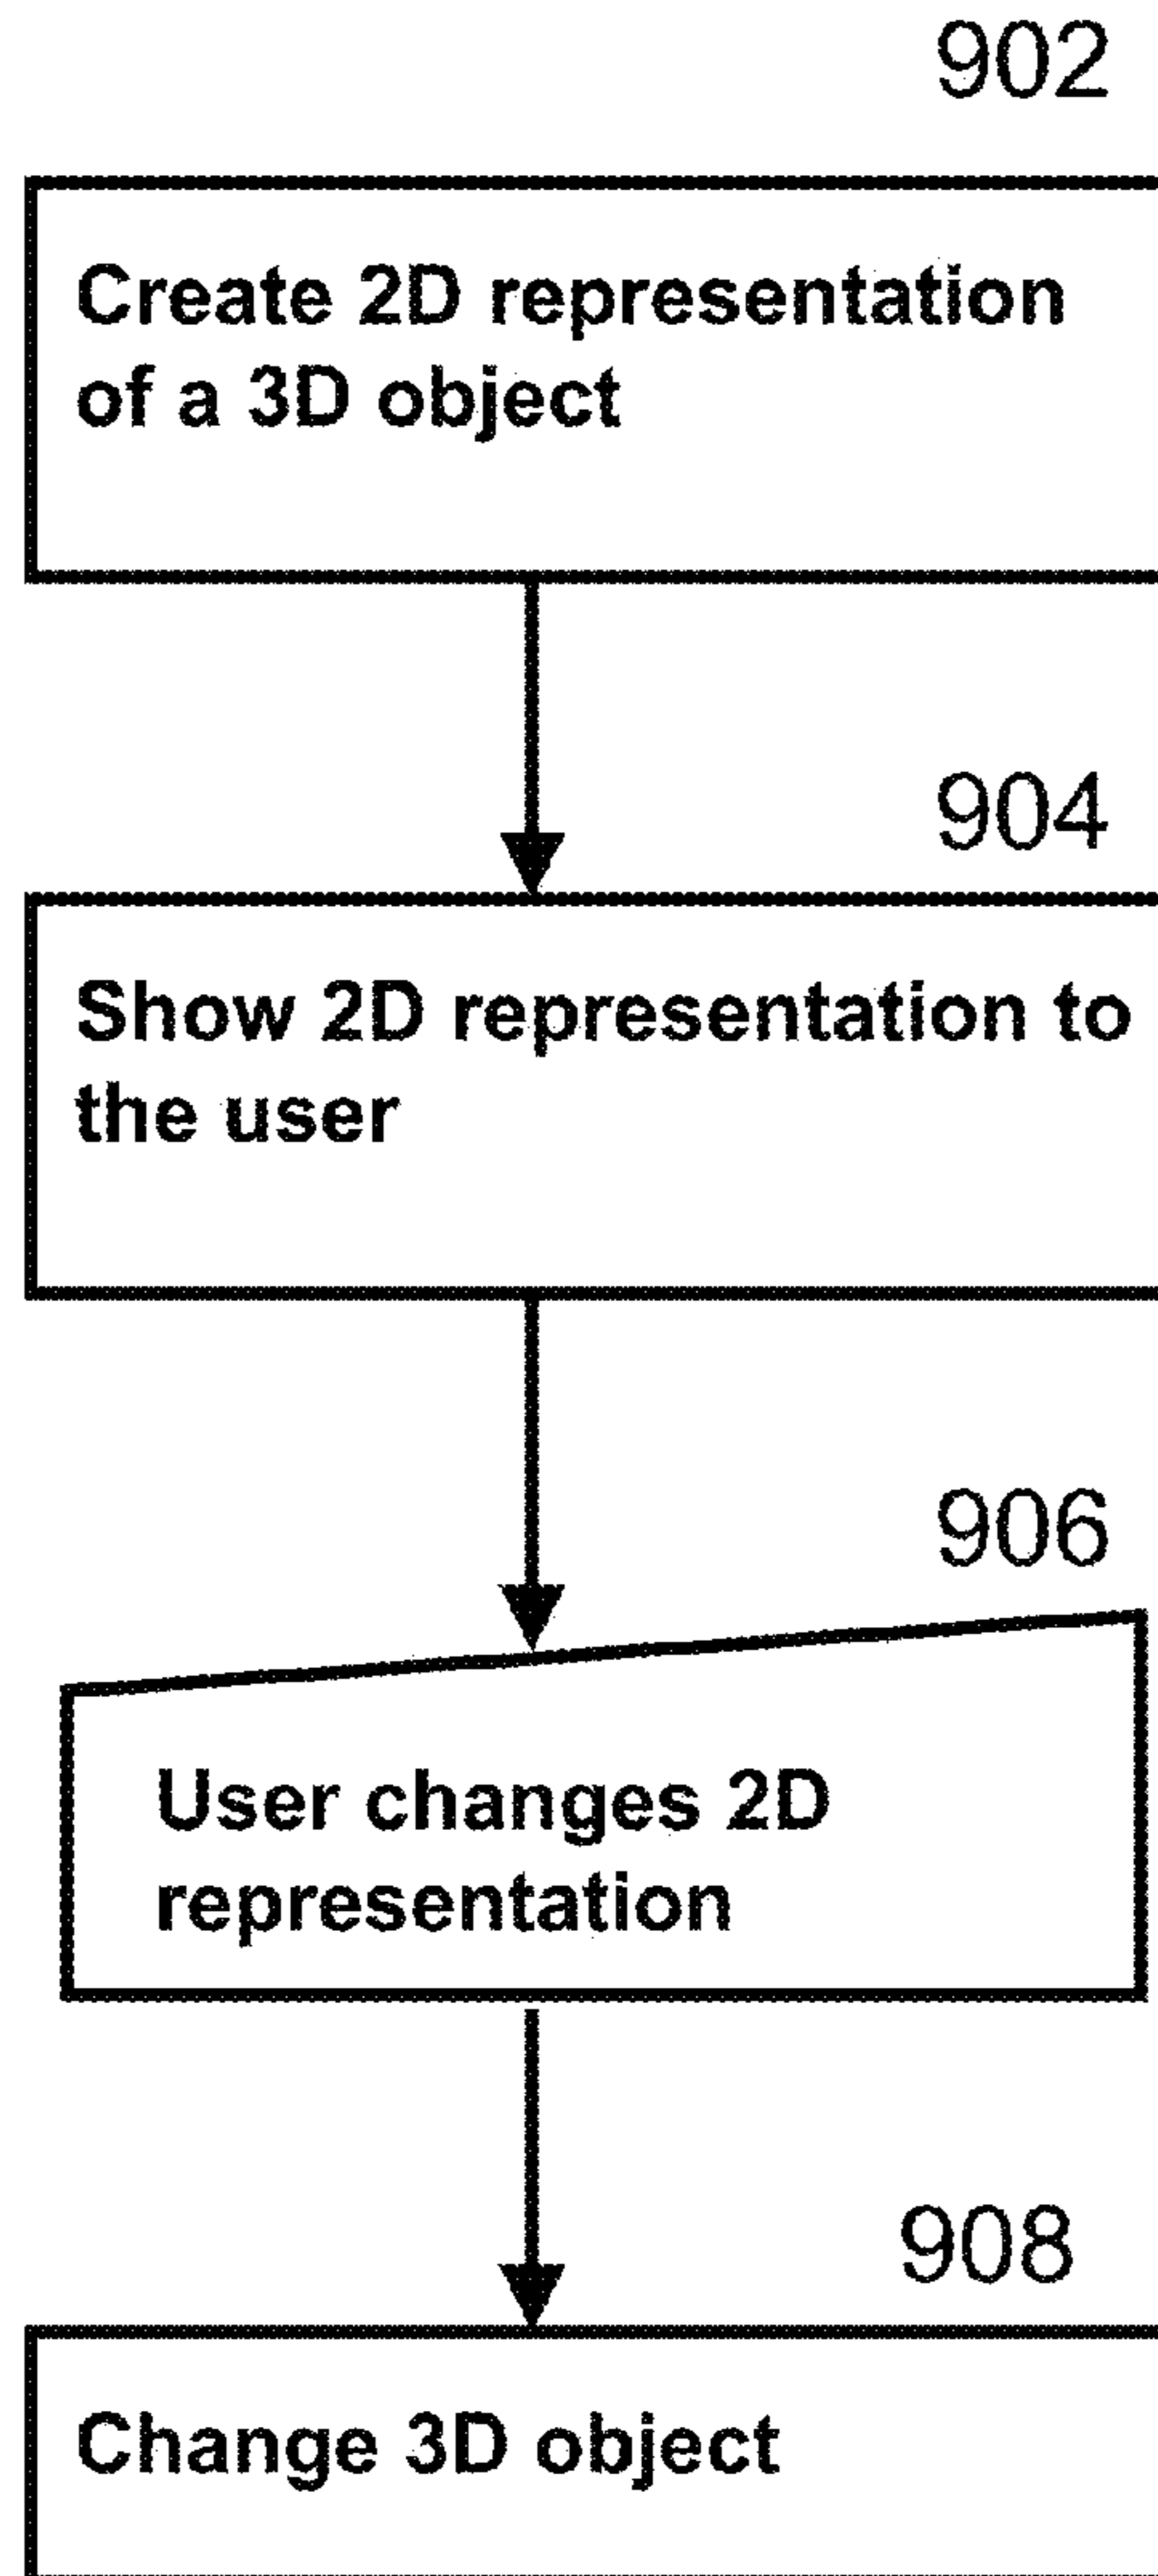 902
Create 2D representation
of a 3D object
904
Show 2D representation to
the user
906
User changes 2D
representation
908
Change 3D object